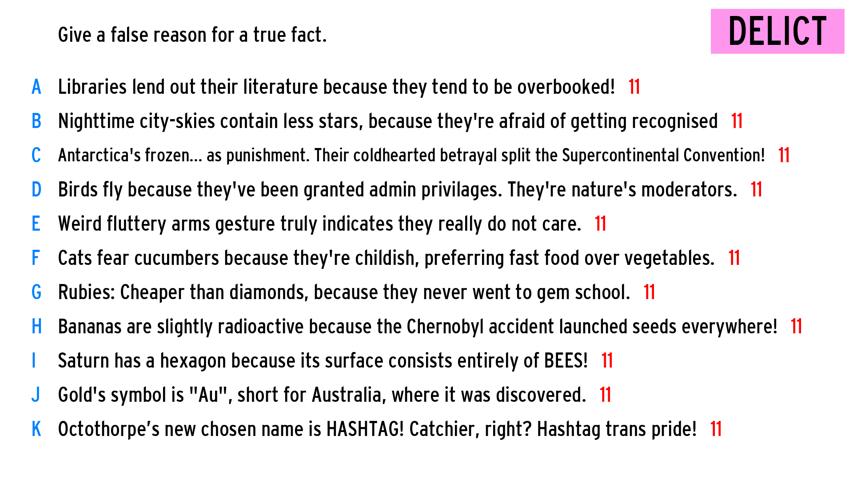 Give a false reason for a true fact.
DELICT
A Libraries lend out their literature because they tend to be overbooked! 11
B Nighttime city-skies contain less stars, because they're afraid of getting recognised 11
C Antarctica's frozen... as punishment. Their coldhearted betrayal split the Supercontinental Convention! 11
D Birds fly because they've been granted admin privilages. They're nature's moderators. 11
E Weird fluttery arms gesture truly indicates they really do not care. 11
F Cats fear cucumbers because they're childish, preferring fast food over vegetables. 11
G Rubies: Cheaper than diamonds, because they never went to gem school. 11
H Bananas are slightly radioactive because the Chernobyl accident launched seeds everywhere! 11
I Saturn has a hexagon because its surface consists entirely of BEES! 11
J Gold's symbol is "Au", short for Australia, where it was discovered. 11
K Octothorpe’s new chosen name is HASHTAG! Catchier, right? Hashtag trans pride! 11